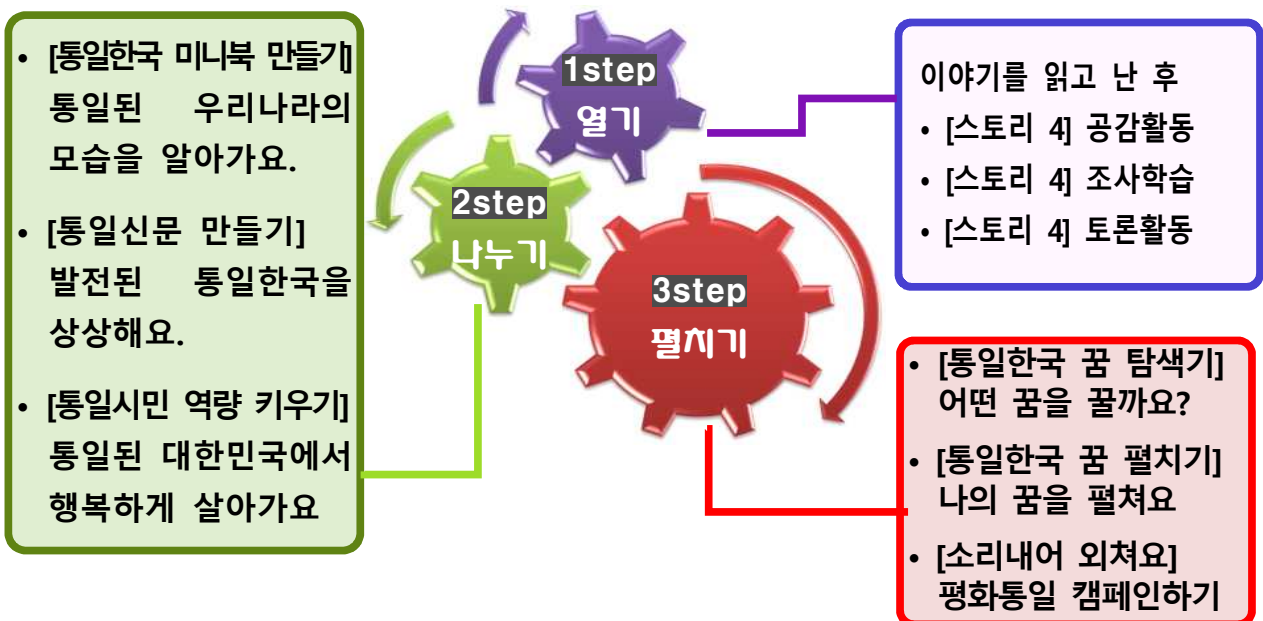 1step
열기
이야기를 읽고 난 후
• [스토리 4] 공감활동
• [스토리 4] 조사학습
• [스토리 4] 토론활동
2step
나누기
• [통일한국 미니북 만들기]
통일된 우리나라의
모습을 알아가요.
• [통일신문 만들기]
발전된 통일한국을
상상해요.
• [통일시민 역량 키우기]
통일된 대한민국에서
행복하게 살아가요
3step
펼치기
• [통일한국 꿈 탐색기]
어떤 꿈을 꿀까요?
• [통일한국 꿈 펼치기]
나의 꿈을 펼쳐요
• [소리내어 외쳐요]
평화통일 캠페인하기